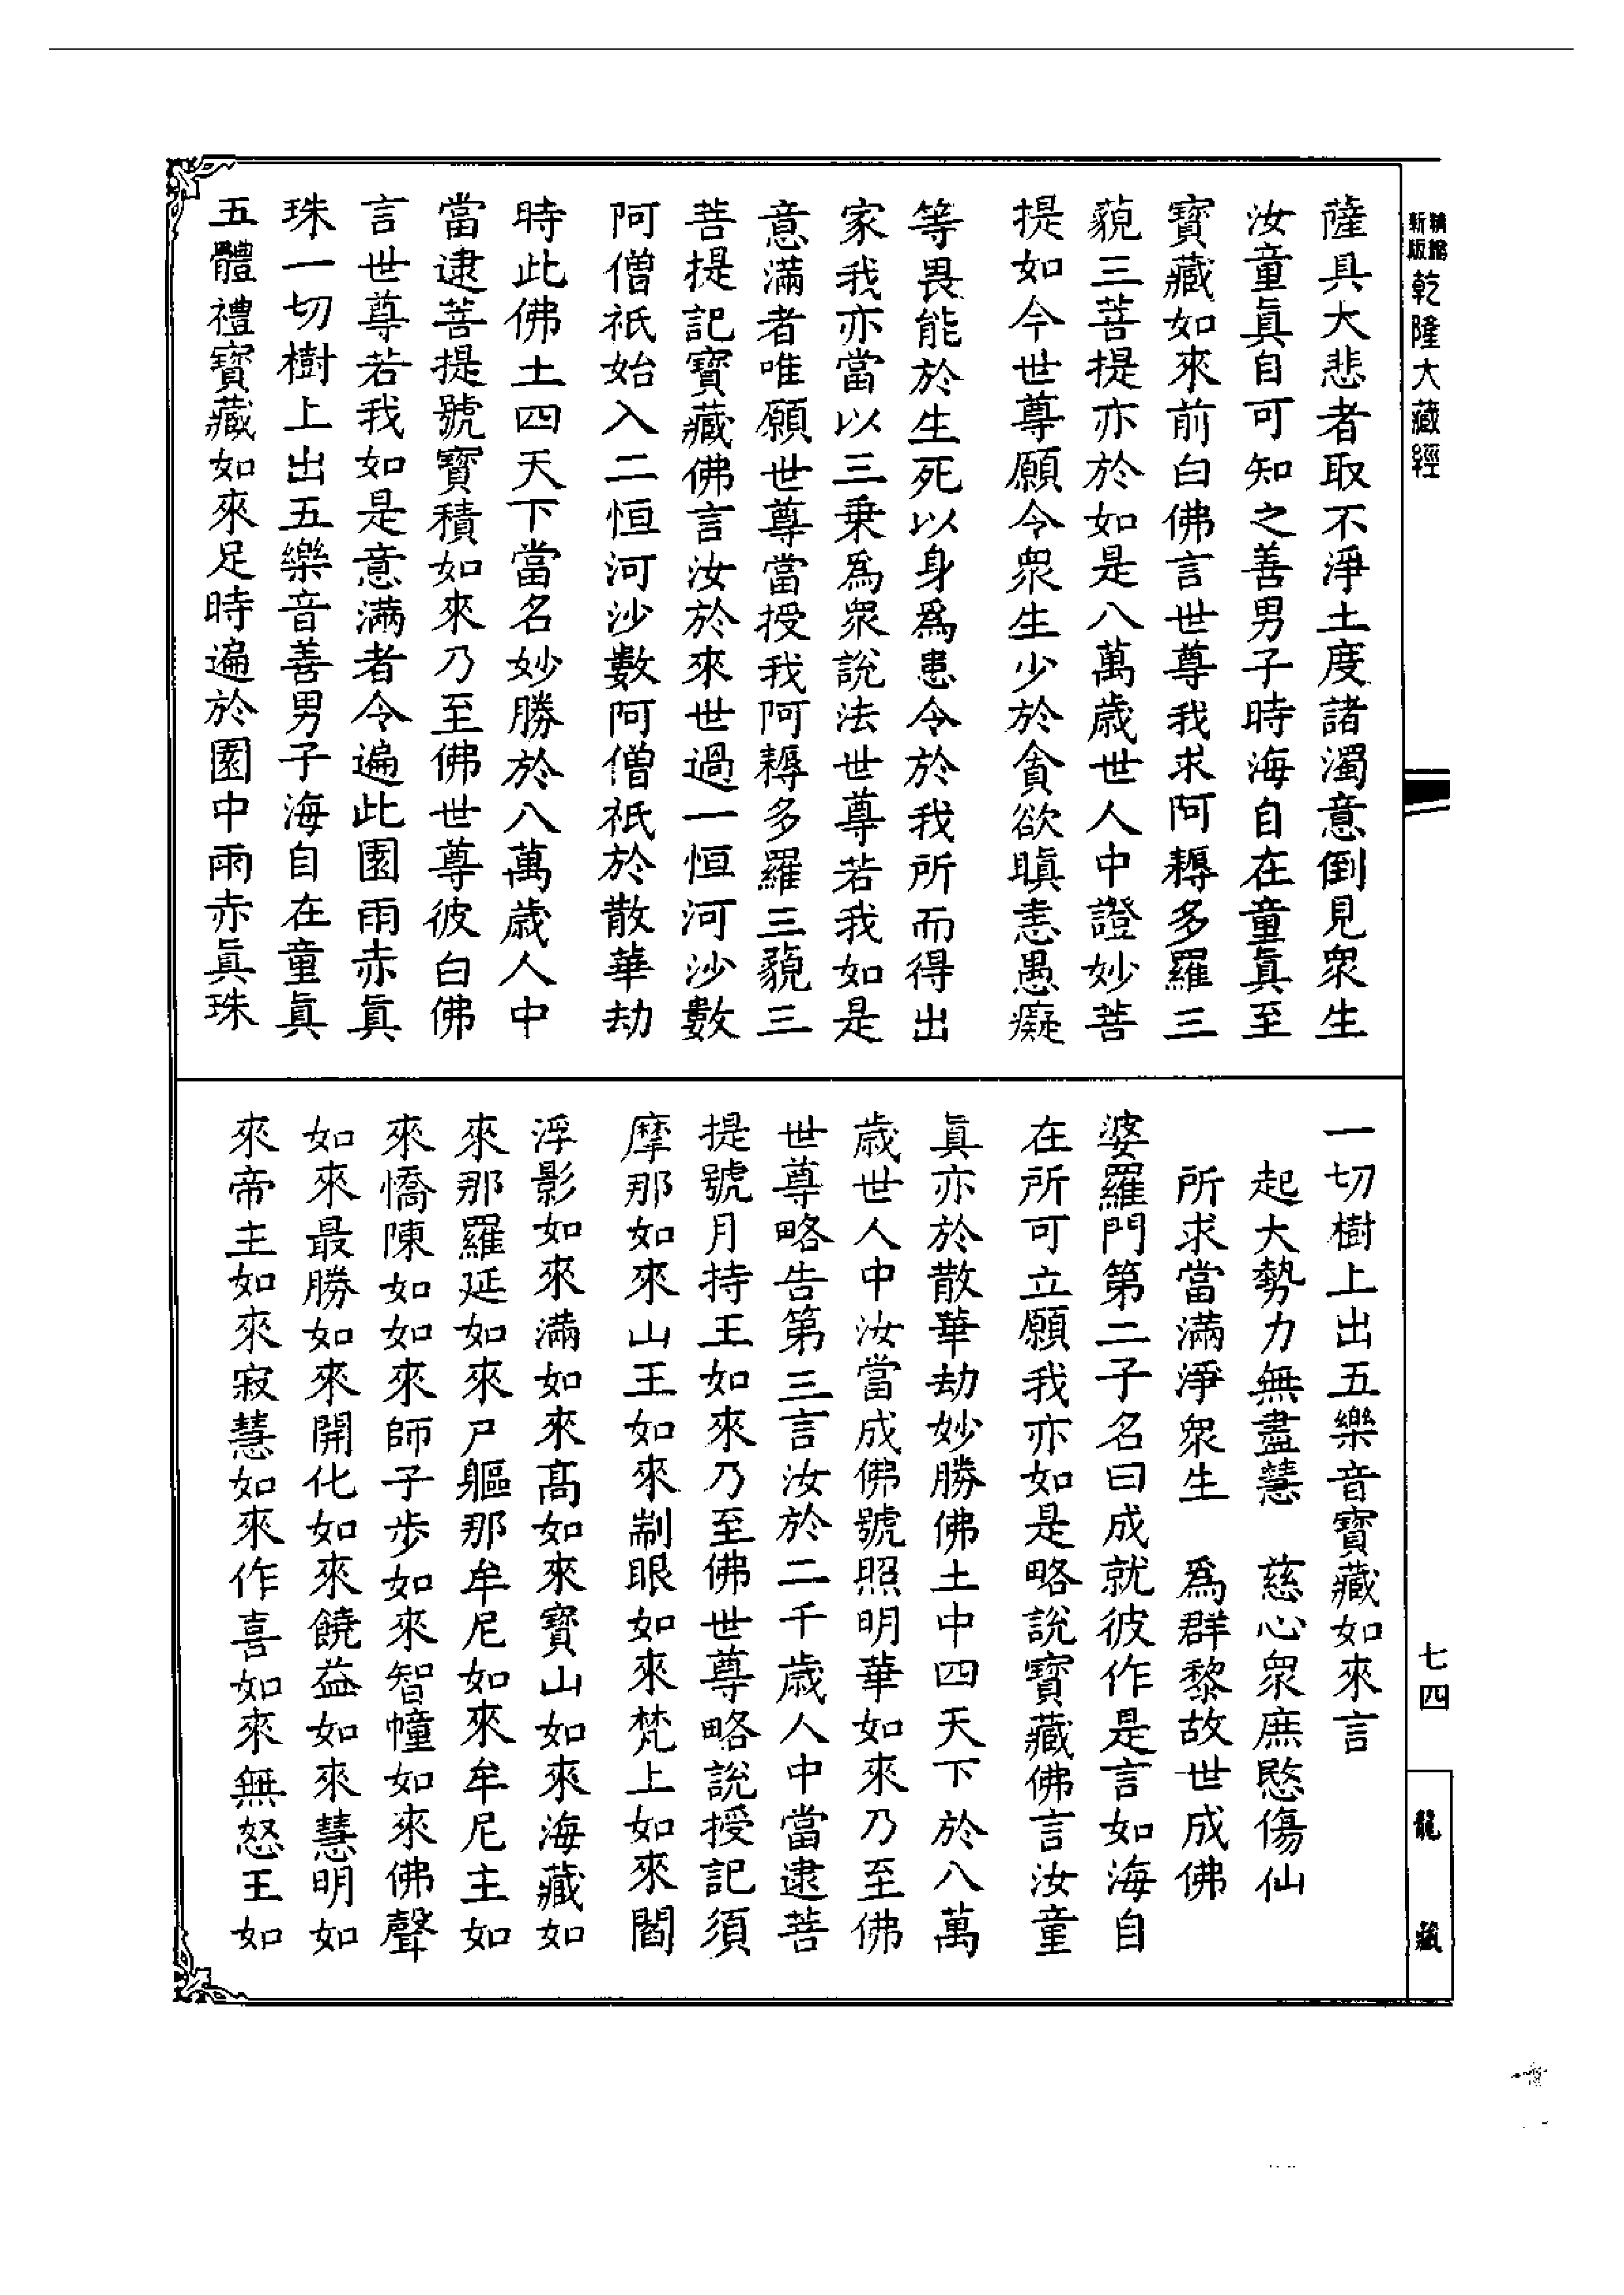 新編
縮版
乾隆大藏經
薩具大悲者取不淨土度諸濁意倒見衆生
汝童眞自可知之善男子時海自在童眞至
寶藏如來前白佛言世尊我求阿耨多羅三
藐三菩提亦於如是八萬歲世人中證妙菩
提如今世尊願令衆生少於貪欲瞋恚愚癡
等畏能於生死以身爲患令於我所而得出
家我亦當以三乗爲衆說法世尊若我如是
意滿者唯願世尊當授我阿耨多羅三藐三
菩提記寶藏佛言汝於來世過一恒河沙數
阿僧祇始入二恒河沙數阿僧祇於散華劫
時此佛土四天下當名妙勝於八萬歲人中
當逮菩提號寶積如來乃至佛世尊彼白佛
言世尊若我如是意滿者令遍此園雨赤眞
珠一切樹上出五樂音善男子海自在童眞
五體禮寶藏如來足時遍於園中雨赤眞珠
一切樹上出五樂音寶藏如來言
起大勢力無盡慧　慈心衆庶愍傷仙
所求當滿淨衆生　爲群黎故世成佛
婆羅門第二子名曰成就彼作是言如海自
在所可立願我亦如是略說寶藏佛言汝童
眞亦於散華劫妙勝佛土中四天下於八萬
歲世人中汝當成佛號照明華如來乃至佛
世尊略告第三言汝於二千歲人中當逮菩
提號月持王如來乃至佛世尊略說授記須
摩那如來山王如來制眼如來梵上如來閻
浮影如來滿如來高如來寶山如來海藏如
來那羅延如來尸軀那牟尼如來牟尼主如
來憍陳如如來師子步如來智幢如來佛聲
如來最勝如來開化如來饒益如來慧明如
來帝主如來寂慧如來作喜如來無怒王如
七四
龍藏